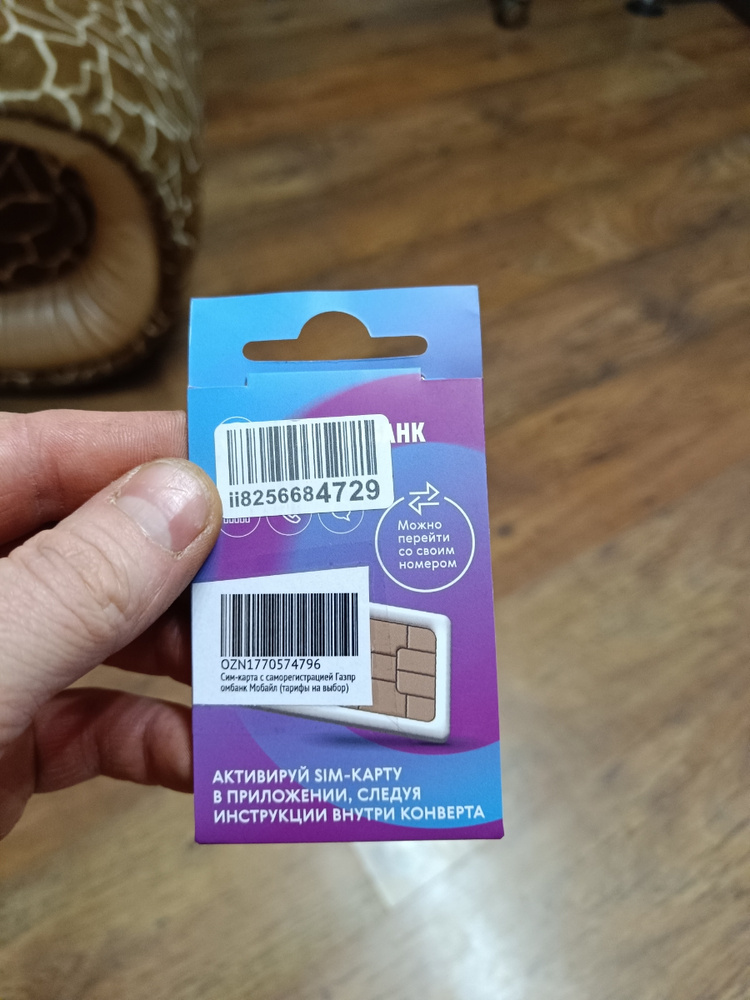 АНК
ii8256684729
Можно
перейти
со своим
номером
OZN1770574796
Сим-карта с саморегистрацией Газпр
омбанк Мобайл (тарифы на выбор)
АКТИВИРУЙ SIM-КАРТУ
В ПРИЛОЖЕНИИ, СЛЕДУЯ
ИНСТРУКЦИИ ВНУТРИ КОНВЕРТА